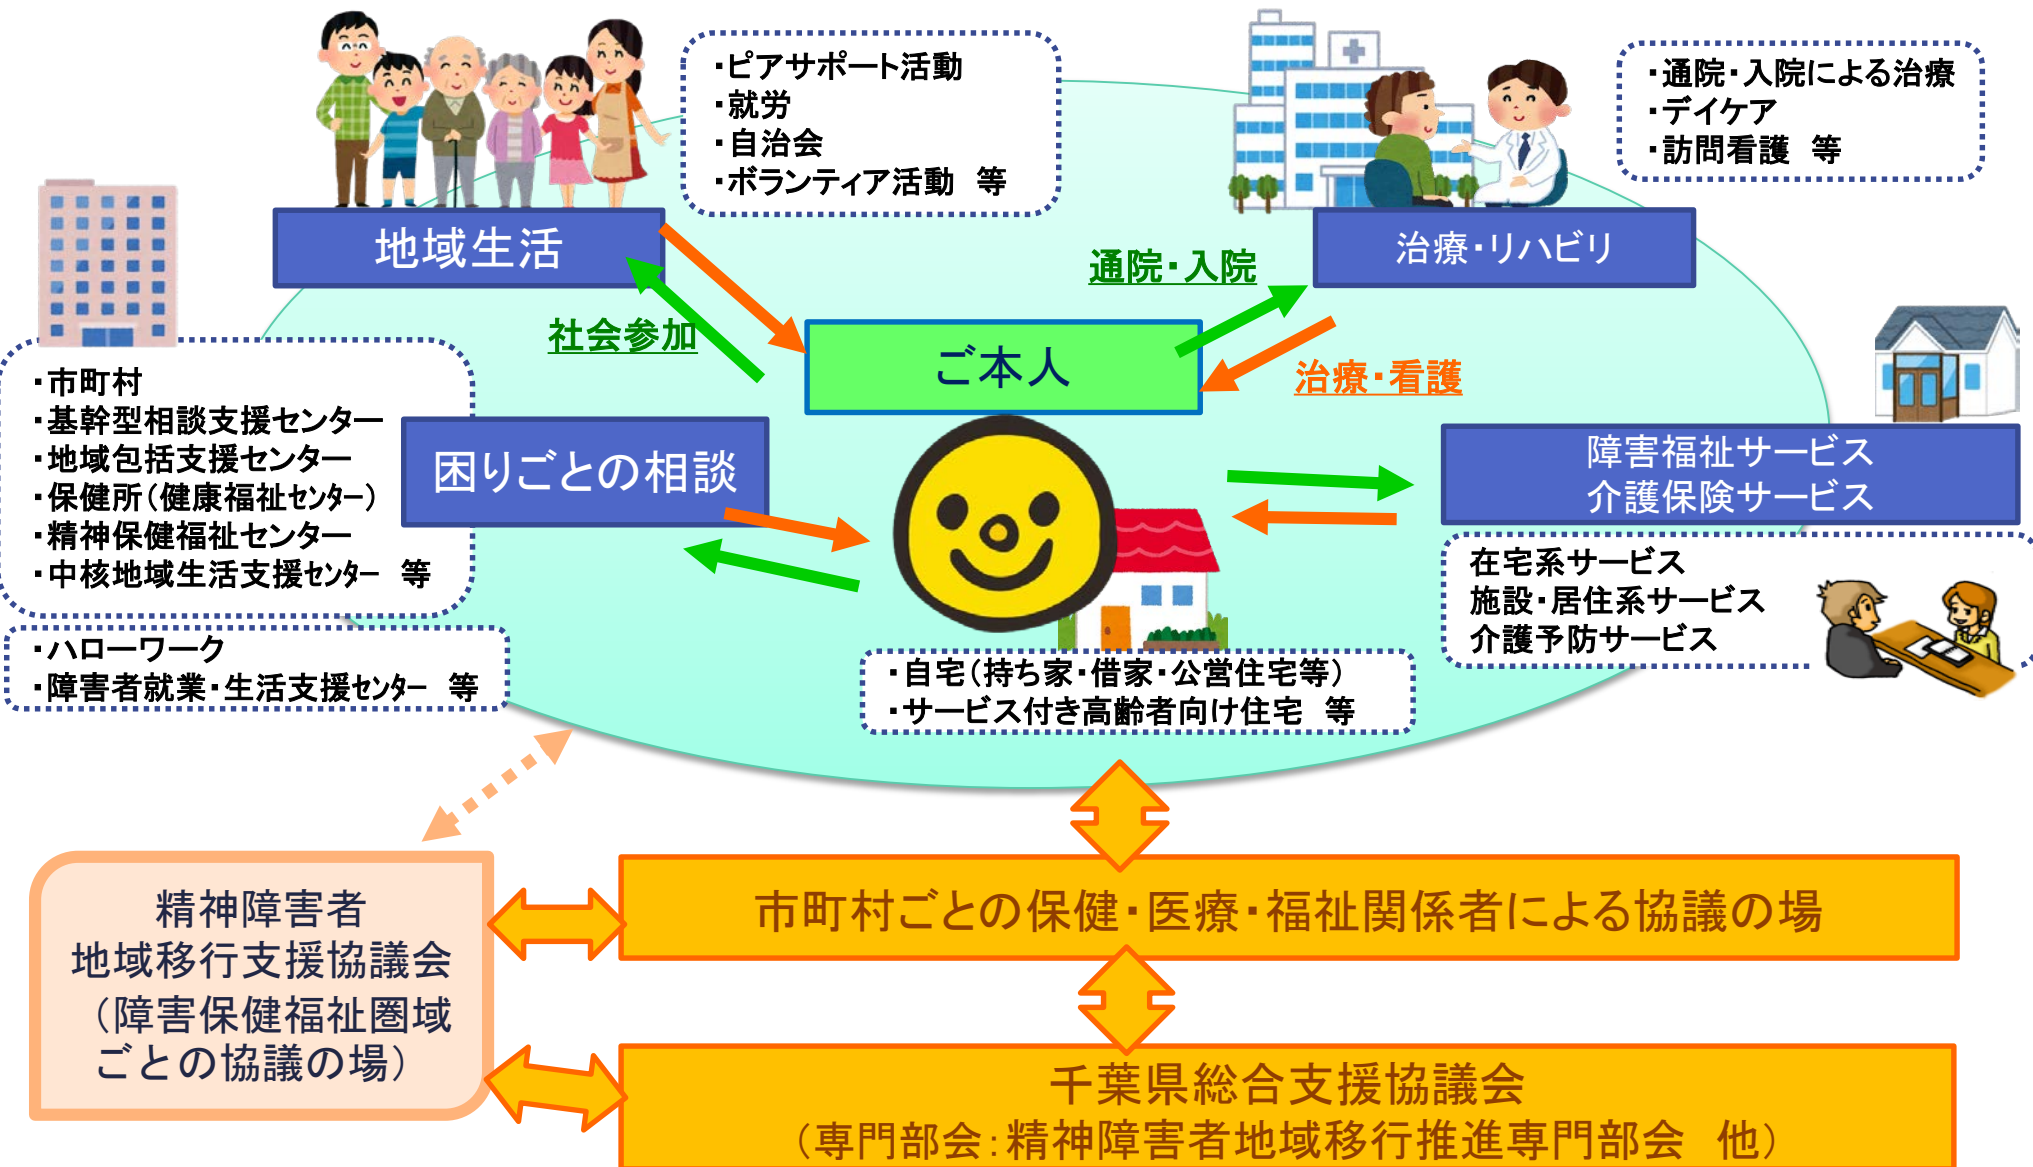 ・ピアサポート活動
・就労
・自治会
・ボランティア活動　等
・通院・入院による治療
・デイケア
・訪問看護　等
地域生活
治療・リハビリ
通院・入院
社会参加
ご本人
治療・看護
・市町村
・基幹型相談支援センター
・地域包括支援センター
・保健所（健康福祉センター）
・精神保健福祉センター
・中核地域生活支援センター　等
困りごとの相談
障害福祉サービス
介護保険サービス
在宅系サービス
施設・居住系サービス
介護予防サービス
・ハローワーク
・障害者就業・生活支援センター　等
・自宅（持ち家・借家・公営住宅等）
・サービス付き高齢者向け住宅　等
精神障害者
地域移行支援協議会
（障害保健福祉圏域
ごとの協議の場）
市町村ごとの保健・医療・福祉関係者による協議の場
千葉県総合支援協議会
（専門部会：精神障害者地域移行推進専門部会　他）